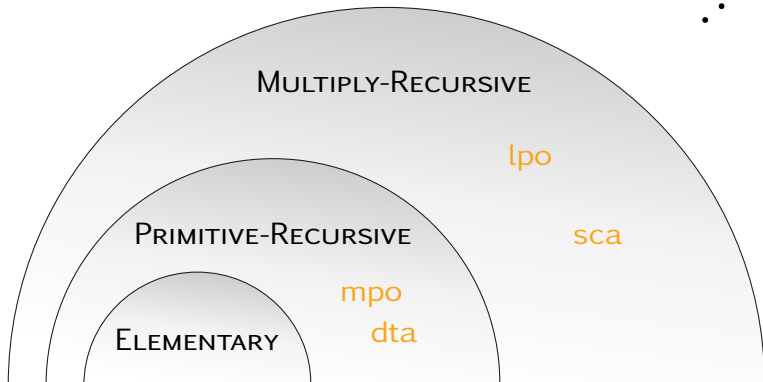 Multiply-Recursive
lpo
Primitive-Recursive
sca
mpo
Elementary
dta